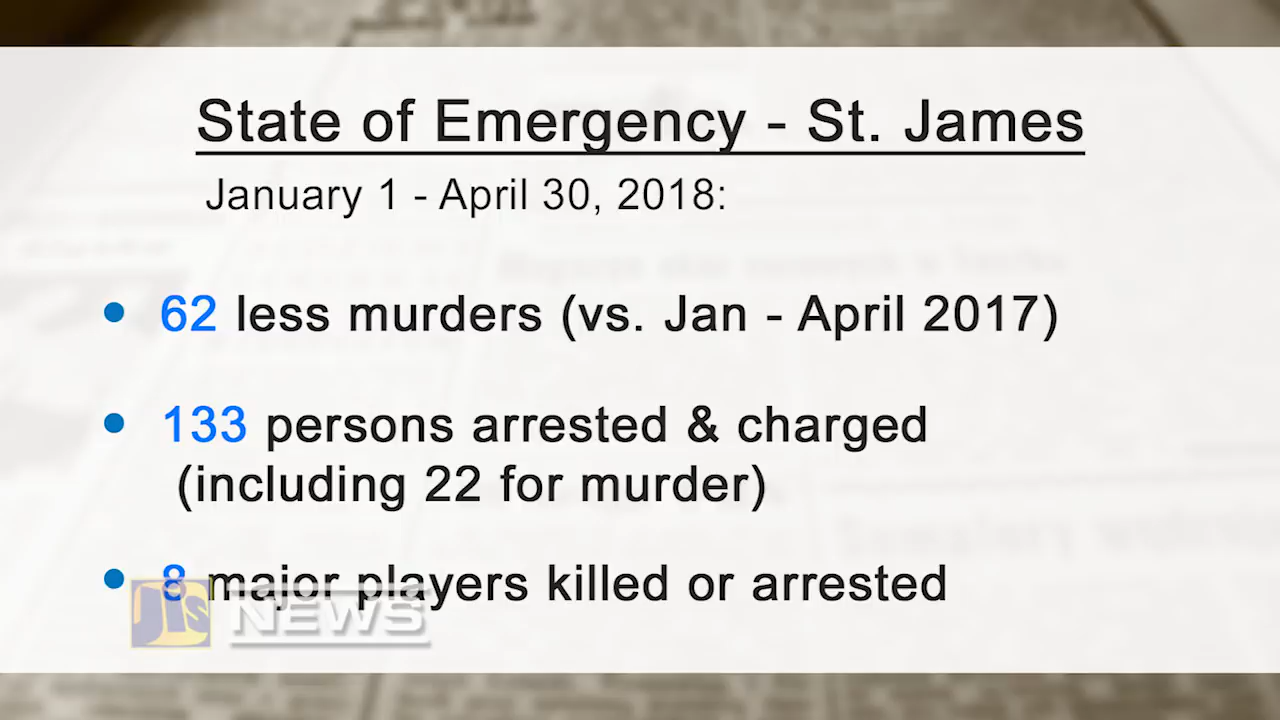 State of Emergency - St. James
January 1 - April 30, 2018:
62 less murders (vs. Jan - April 2017)
133 persons arrested & charged
(including 22 for murder)
8 major players killed or arrested
JIS NEWS